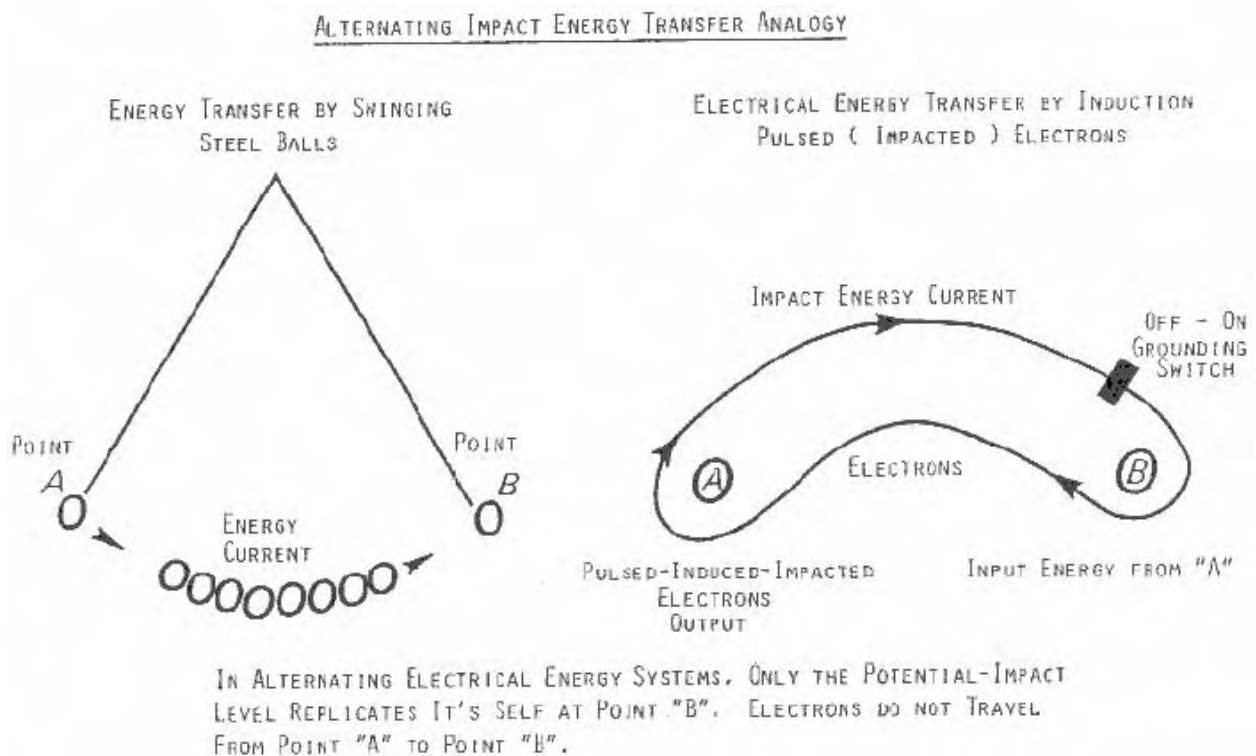 ALTERNATING IMPACT ENERGY TRANSFER ANALOGY
ENERGY TRANSFER BY SWINGING
STEEL BALLS
POINT
A
POINT
B
ENERGY
CURRENT
ELECTRICAL ENERGY TRANSFER BY INDUCTION
PULSED ( IMPACTED ) ELECTRONS
IMPACT ENERGY CURRENT
OFF - ON
GROUNDING
SWITCH
A
ELECTRONS
B
PULSED-INDUCED-IMPACTED
ELECTRONS
OUTPUT
INPUT ENERGY FROM "A"
IN ALTERNATING ELECTRICAL ENERGY SYSTEMS, ONLY THE POTENTIAL-IMPACT
LEVEL REPLICATES IT'S SELF AT POINT "B". ELECTRONS DO NOT TRAVEL
FROM POINT "A" TO POINT "B".